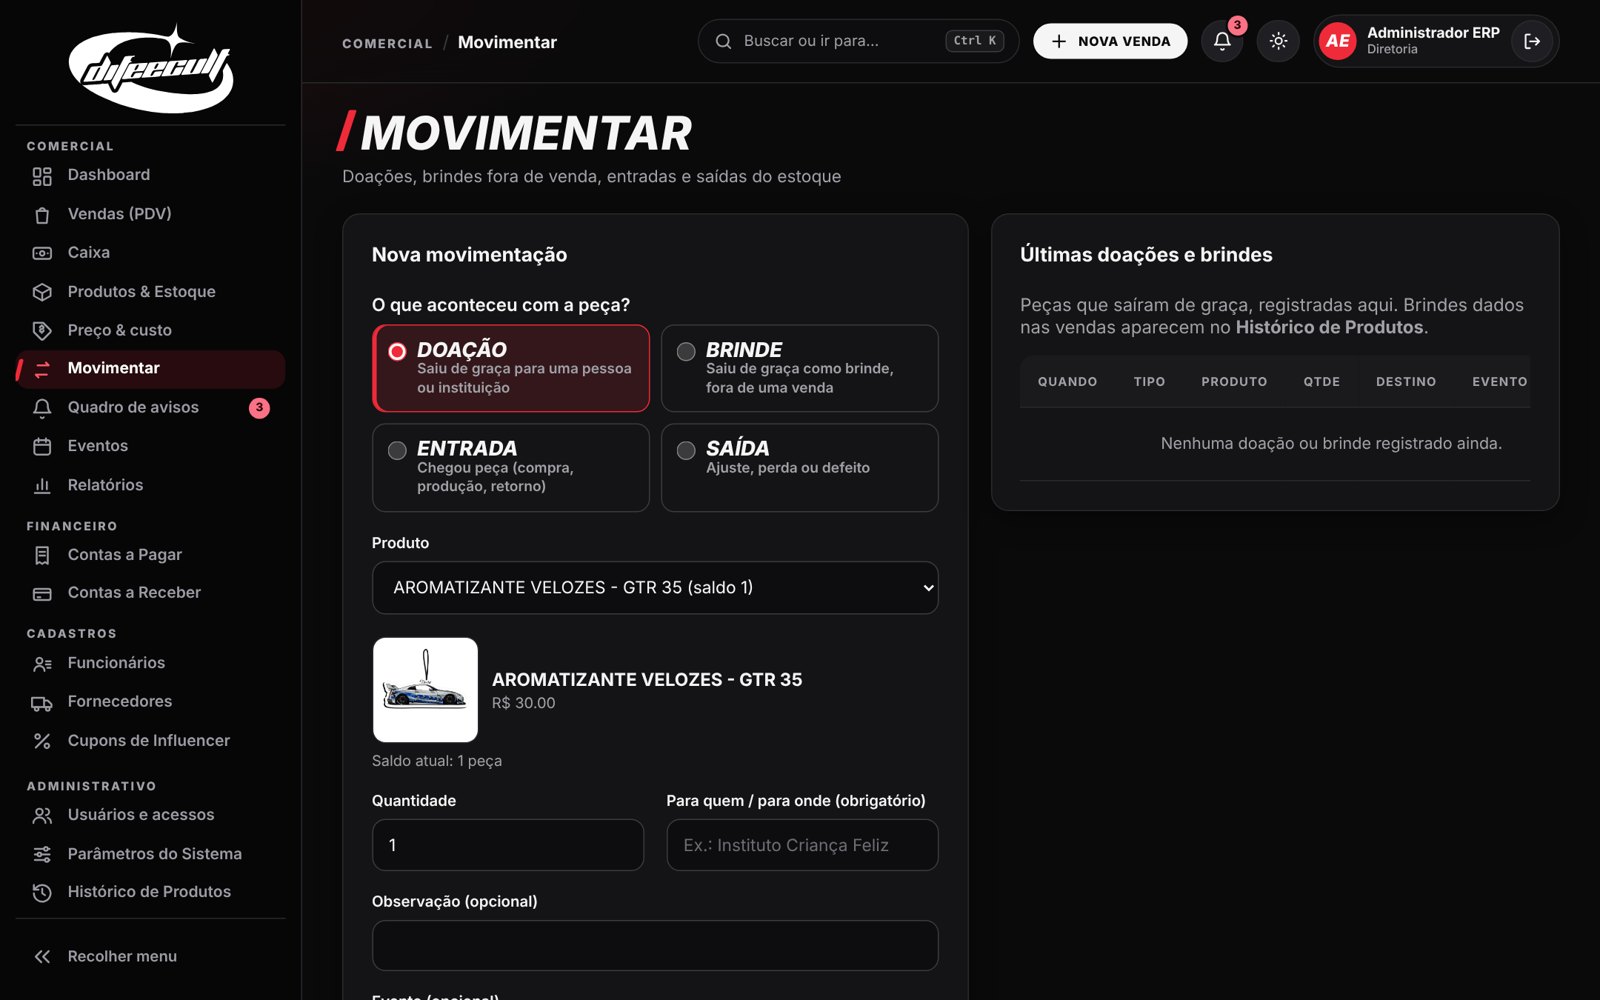 difeecult
COMERCIAL
Dashboard
Vendas (PDV)
Caixa
Produtos & Estoque
Preço & custo
Movimentar
Quadro de avisos 3
Eventos
Relatórios
FINANCEIRO
Contas a Pagar
Contas a Receber
CADASTROS
Funcionários
Fornecedores
Cupons de Influencer
ADMINISTRATIVO
Usuários e acessos
Parâmetros do Sistema
Histórico de Produtos
Recolher menu
COMERCIAL / Movimentar
Buscar ou ir para... Ctrl K
NOVA VENDA
3
AE
Administrador ERP
Diretoria
MOVIMENTAR
Doações, brindes fora de venda, entradas e saídas do estoque
Nova movimentação
O que aconteceu com a peça?
DOAÇÃO
Saiu de graça para uma pessoa
ou instituição
BRINDE
Saiu de graça como brinde,
fora de uma venda
ENTRADA
Chegou peça (compra,
produção, retorno)
SAÍDA
Ajuste, perda ou defeito
Produto
AROMATIZANTE VELOZES - GTR 35 (saldo 1)
AROMATIZANTE VELOZES - GTR 35
R$ 30.00
Saldo atual: 1 peça
Quantidade
1
Para quem / para onde (obrigatório)
Ex.: Instituto Criança Feliz
Observação (opcional)
Evento (opcional)
Últimas doações e brindes
Peças que saíram de graça, registradas aqui. Brindes dados
nas vendas aparecem no Histórico de Produtos.
QUANDO TIPO PRODUTO QTDE DESTINO EVENTO
Nenhuma doação ou brinde registrado ainda.